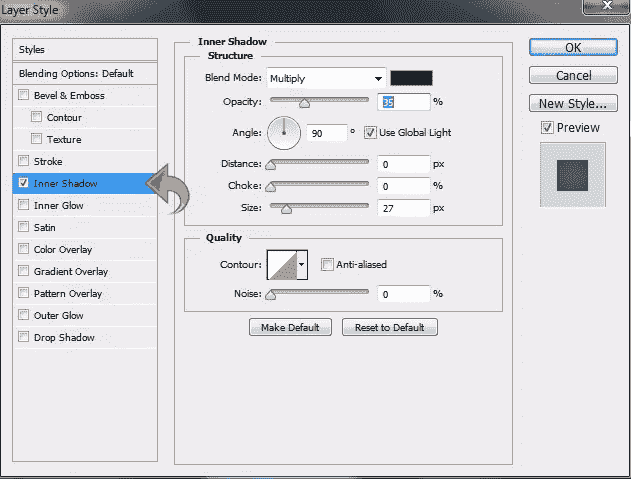 Layer Style
Styles
Blending Options: Default
Bevel & Emboss
Contour
Texture
Stroke
Inner Shadow
Inner Glow
Satin
Color Overlay
Gradient Overlay
Pattern Overlay
Outer Glow
Drop Shadow
Inner Shadow
Structure
Blend Mode: Multiply
Opacity: 35 %
Angle: 90 ° Use Global Light
Distance: 0 px
Choke: 0 %
Size: 27 px
Quality
Contour: Anti-aliased
Noise: 0 %
Make Default Reset to Default
OK
Cancel
New Style...
Preview